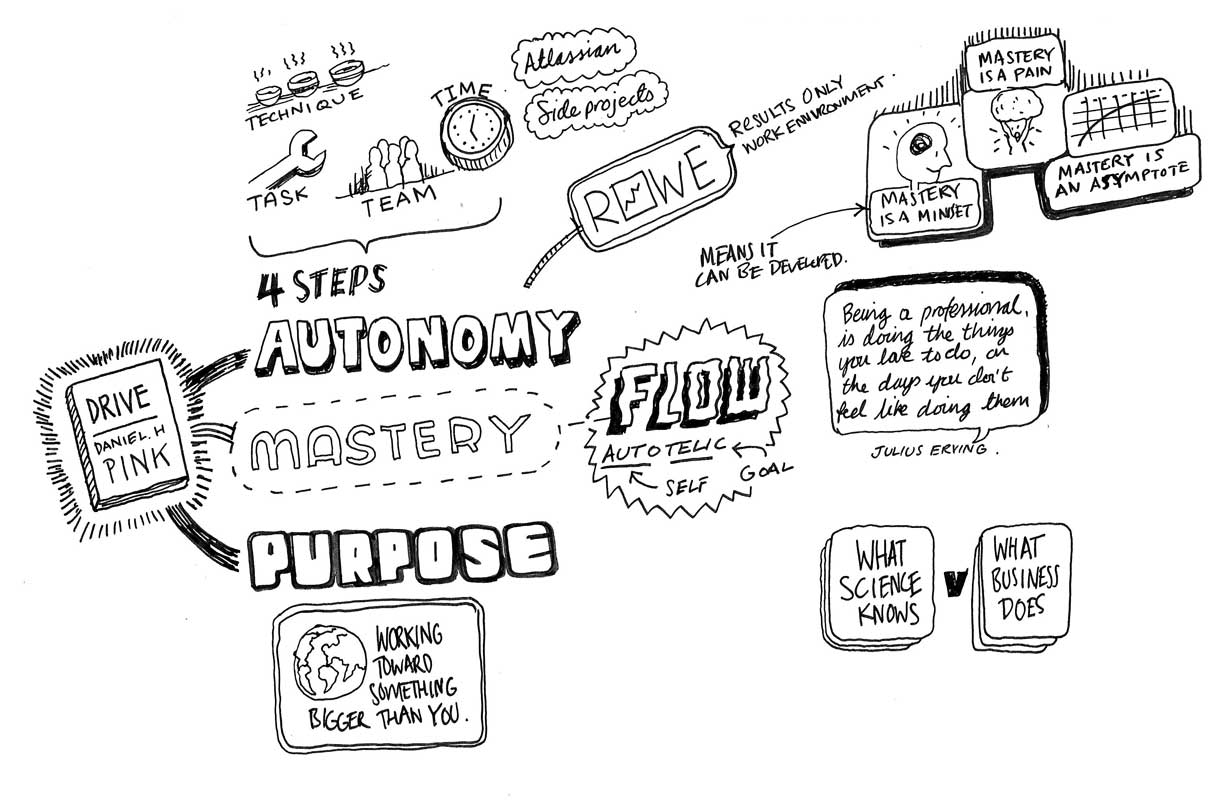 TECHNIQUE
TASK
TEAM
TIME
Atlassian
Side projects
4 STEPS
AUTONOMY
ROWE
RESULTS ONLY
WORK ENVIRONMENT.
MASTERY
IS A MINDSET
MEANS IT
CAN BE DEVELOPED.
MASTERY
IS A PAIN
MASTERY IS
AN ASYMPTOTE
DRIVE
DANIEL. H
PINK
MASTERY
FLOW
AUTOTELIC
SELF
GOAL
Being a professional,
is doing the things
you love to do, on
the days you don't
feel like doing them
JULIUS ERVING.
PURPOSE
WORKING
TOWARD
SOMETHING
BIGGER THAN YOU.
WHAT
SCIENCE
KNOWS
V
WHAT
BUSINESS
DOES